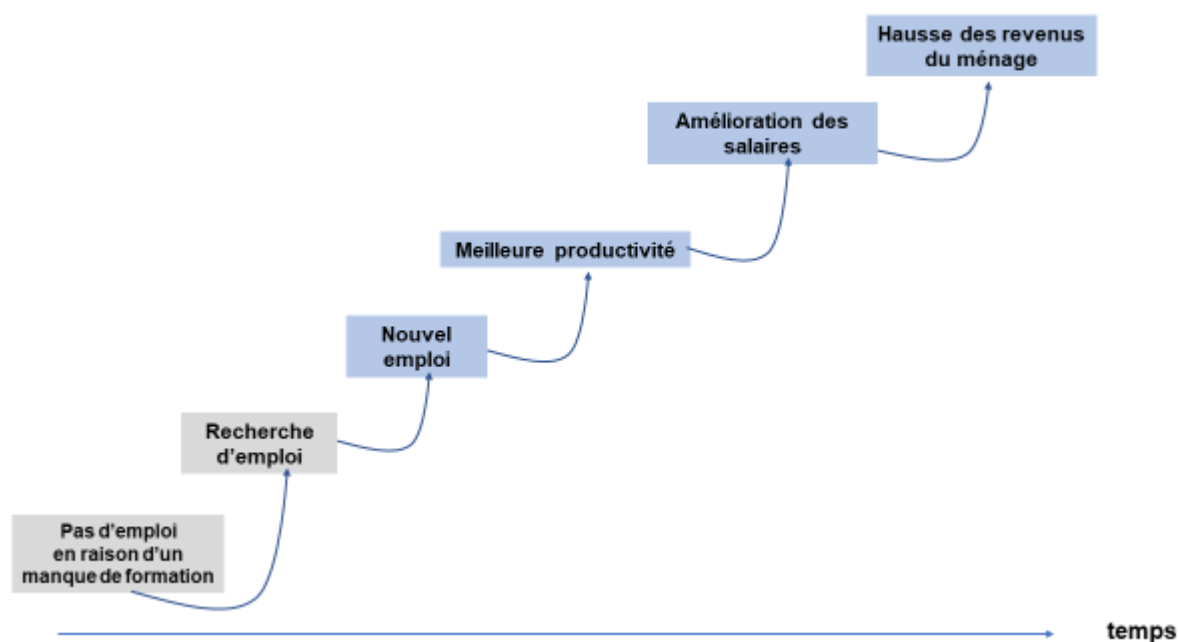 Hausse des revenus
du ménage
Amélioration des
salaires
Meilleure productivité
Nouvel
emploi
Recherche
d'emploi
Pas d'emploi
en raison d'un
manque de formation
temps